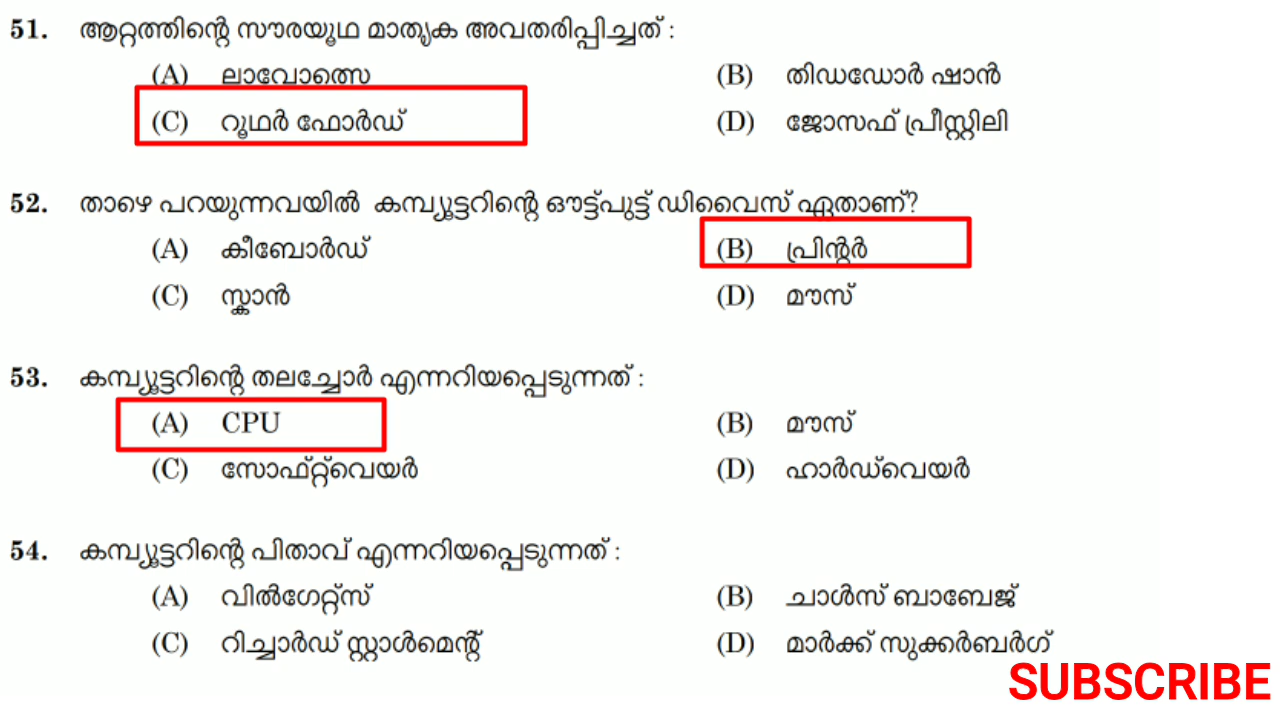 51. ആറ്റത്തിന്റെ സൗരയൂഥ മാതൃക അവതരിപ്പിച്ചത് :
(A) ലാവോസെ (B) തിഡഡോർ ഷാൻ
(C) റൂഥർ ഫോർഡ് (D) ജോസഫ് പ്രീസ്റ്റിലി
52. താഴെ പറയുന്നവയിൽ കമ്പ്യൂട്ടറിന്റെ ഔട്ട്പുട്ട് ഡിവൈസ് ഏതാണ്?
(A) കീബോർഡ് (B) പ്രിന്റർ
(C) സ്കാൻ (D) മൗസ്
53. കമ്പ്യൂട്ടറിന്റെ തലച്ചോർ എന്നറിയപ്പെടുന്നത് :
(A) CPU (B) മൗസ്
(C) സോഫ്റ്റ്‌വെയർ (D) ഹാർഡ്‌വെയർ
54. കമ്പ്യൂട്ടറിന്റെ പിതാവ് എന്നറിയപ്പെടുന്നത് :
(A) വിൽഗേറ്റ്സ് (B) ചാൾസ് ബാബേജ്
(C) റിച്ചാർഡ് സ്റ്റാൾമെന്റ് (D) മാർക്ക് സുക്കർബർഗ്
SUBSCRIBE